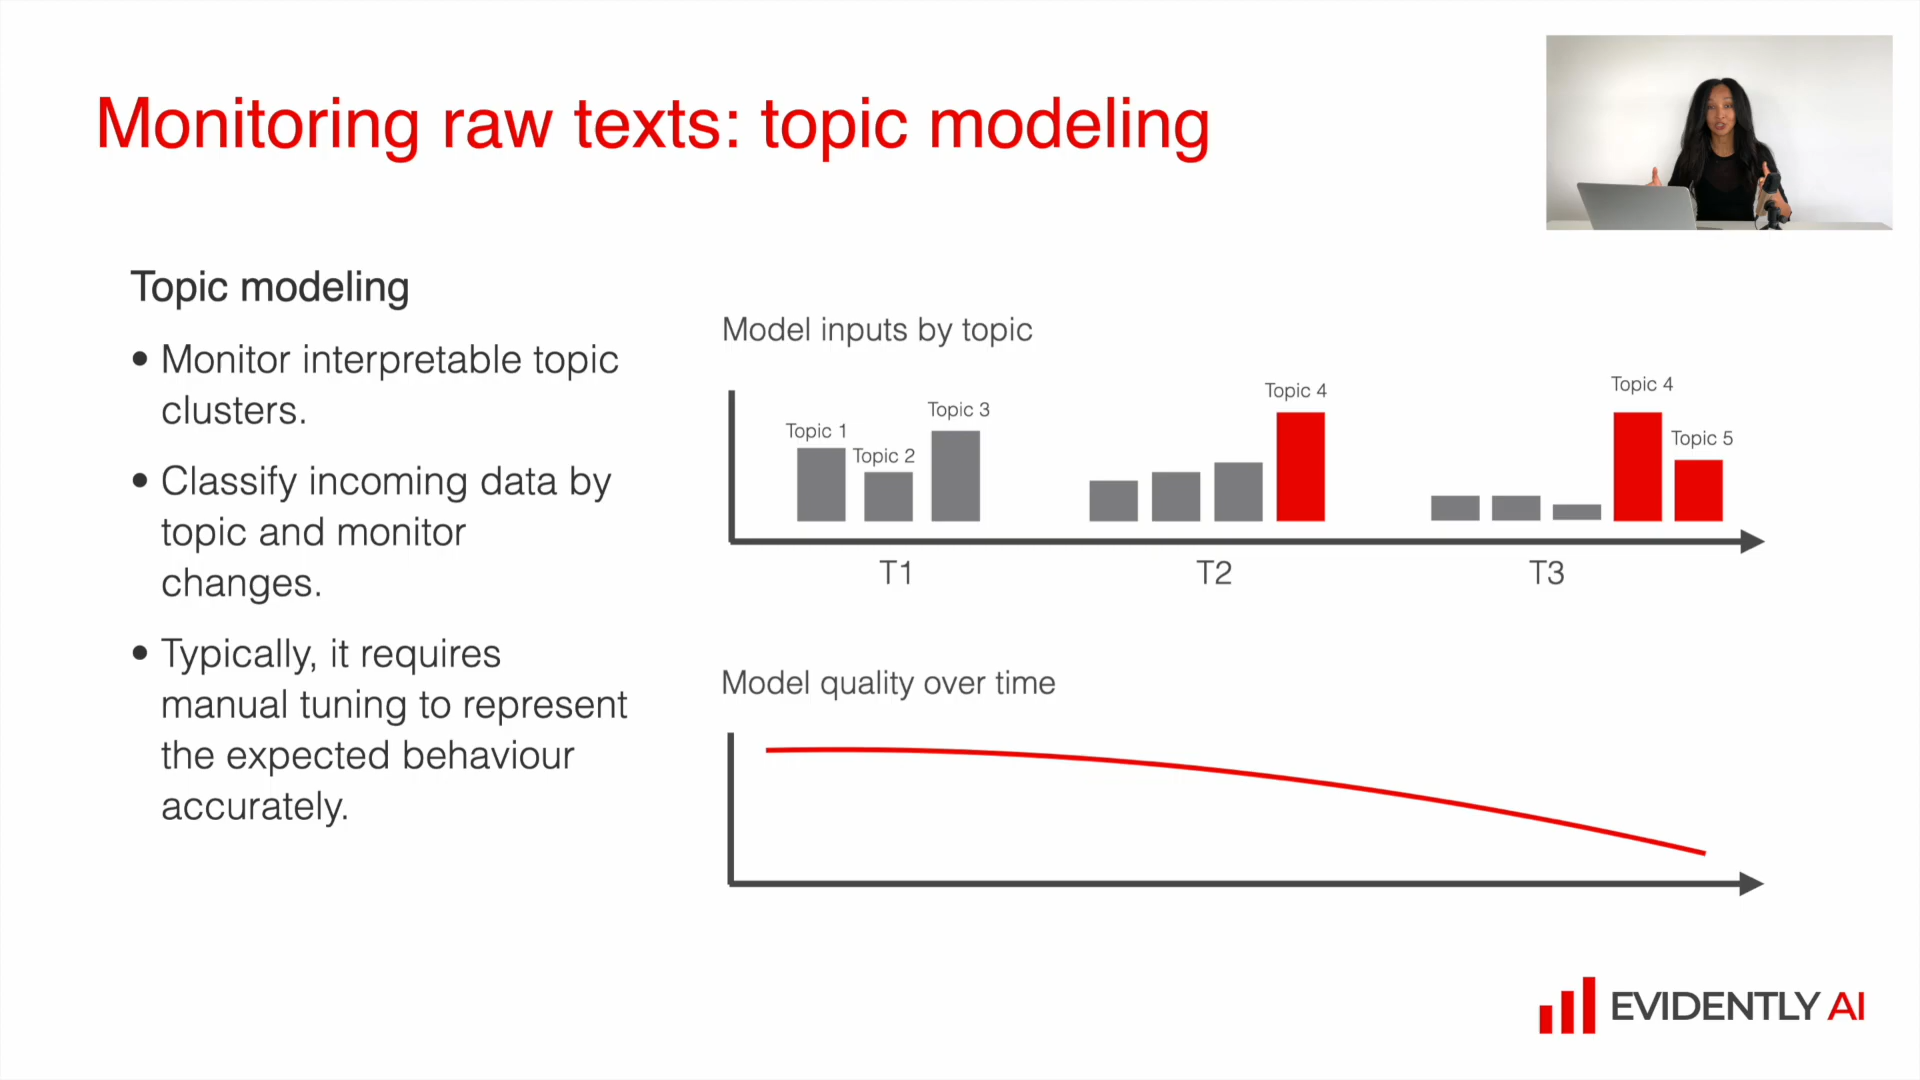 Monitoring raw texts: topic modeling
Topic modeling
• Monitor interpretable topic
clusters.
• Classify incoming data by
topic and monitor
changes.
• Typically, it requires
manual tuning to represent
the expected behaviour
accurately.
Model inputs by topic
Topic 1
Topic 2
Topic 3
Topic 4
Topic 4
Topic 5
T1
T2
T3
Model quality over time
EVIDENTLY AI